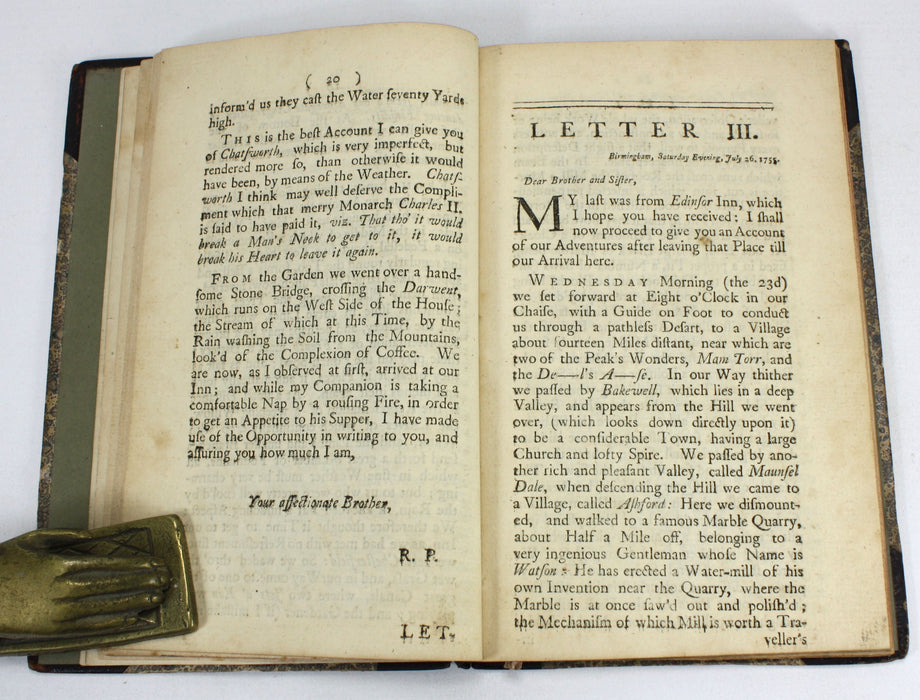 ( 20 )
inform'd us they caſt the Water ſeventy Yards
high.
THIS is the beſt Account I can give you
of Chatſworth, which is very imperfect, but
rendered more ſo, than otherwiſe it would
have been, by means of the Weather. Chatſ-
worth I think may well deſerve the Compli-
ment which that merry Monarch Charles II.
is ſaid to have paid it, viz. That tho' it would
break a Man's Neck to get to it, it would
break his Heart to leave it again.
FROM the Garden we went over a hand-
ſome Stone Bridge, croſſing the Darwent,
which runs on the Weſt Side of the Houſe;
the Stream of which at this Time, by the
Rain waſhing the Soil from the Mountains,
look'd of the Complexion of Coffee. We
are now, as I obſerved at firſt, arrived at our
Inn; and while my Companion is taking a
comfortable Nap by a rouſing Fire, in order
to get an Appetite to his Supper, I have made
uſe of the Opportunity in writing to you, and
aſſuring you how much I am,
Your affectionate Brother,
R. P.
LET-
LETTER III.
Birmingham, Saturday Evening, July 26. 1755.
Dear Brother and Siſter,
MY laſt was from Edinſor Inn, which
I hope you have received: I ſhall
now proceed to give you an Account
of our Adventures after leaving that Place till
our Arrival here.
WEDNESDAY Morning (the 23d)
we ſet forward at Eight o'Clock in our
Chaiſe, with a Guide on Foot to conduct
us through a pathleſs Deſart, to a Village
about fourteen Miles diſtant, near which are
two of the Peak's Wonders, Mam Torr, and
the De—l's A—ſe. In our Way thither
we paſſed by Bakewell, which lies in a deep
Valley, and appears from the Hill we went
over, (which looks down directly upon it)
to be a conſiderable Town, having a large
Church and lofty Spire. We paſſed by ano-
ther rich and pleaſant Valley, called Maunſel
Dale, when deſcending the Hill we came to
a Village, called Aſhford: Here we diſmount-
ed, and walked to a famous Marble Quarry,
about Half a Mile off, belonging to a
very ingenious Gentleman whoſe Name is
Watſon: He has erected a Water-mill of his
own Invention near the Quarry, where the
Marble is at once ſaw'd out and poliſh'd;
the Mechaniſm of which Mill, is worth a Tra-
veller's